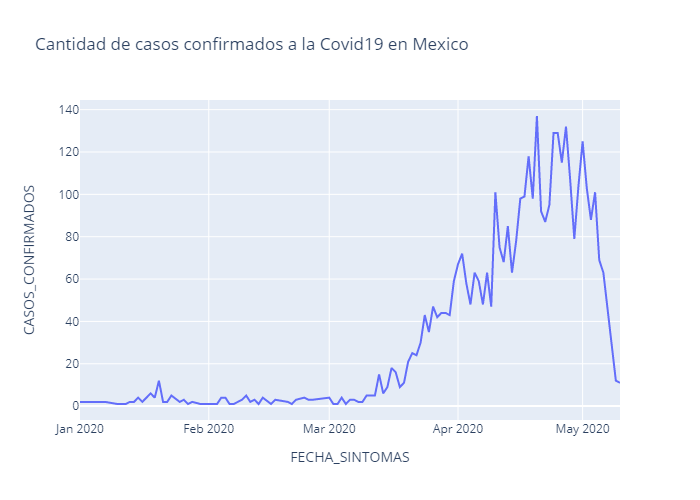 Cantidad de casos confirmados a la Covid19 en Mexico
140
120
100
80
60
40
20
0
CASOS_CONFIRMADOS
Jan 2020 Feb 2020 Mar 2020 Apr 2020 May 2020
FECHA_SINTOMAS